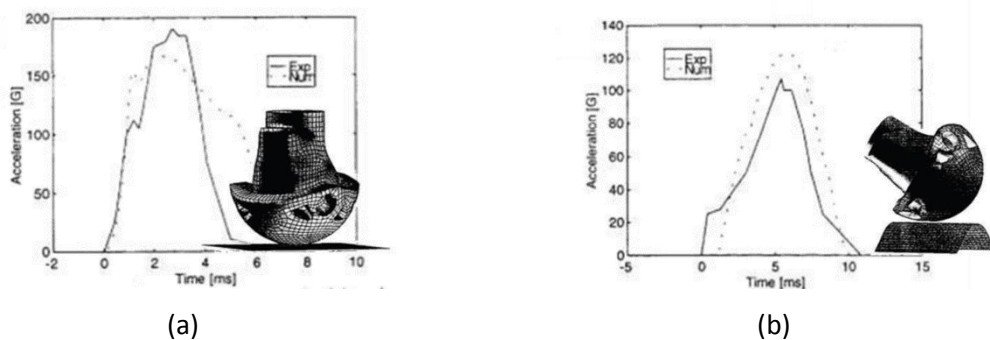 200
150
100
50
0
Acceleration [G]
Exp
Num
-2 0 2 4 6 8 10
Time [ms]
(a)
140
120
100
80
60
40
20
0
Acceleration [G]
Exp
Num
-5 0 5 10 15
Time [ms]
(b)